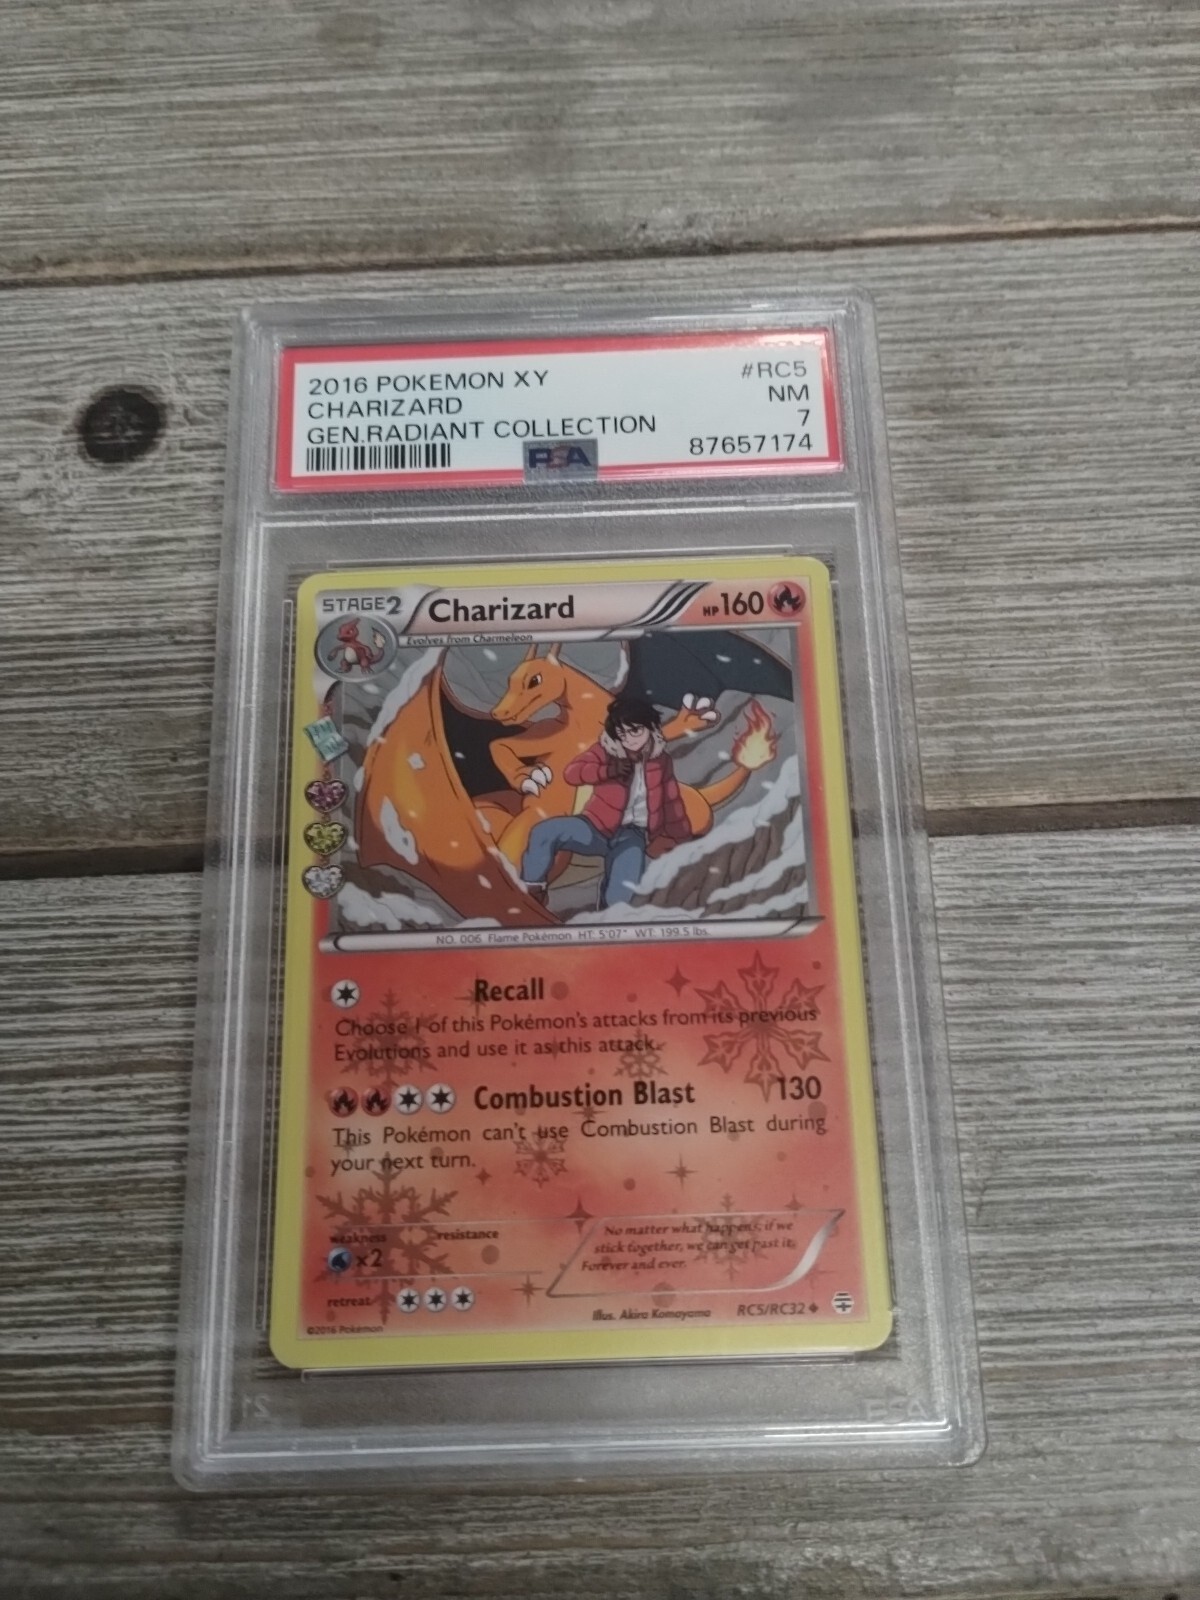 2016 POKEMON XY #RC5
CHARIZARD NM
GEN.RADIANT COLLECTION 7
PSA 87657174
STAGE2 Charizard HP 160
Evolves from Charmeleon
NO. 006 Flame Pokémon HT: 5'07" WT: 199.5 lbs.
Recall
Choose 1 of this Pokémon's attacks from its previous
Evolutions and use it as this attack.
Combustion Blast 130
This Pokémon can't use Combustion Blast during
your next turn.
weakness resistance
×2
No matter what happens, if we
stick together, we can get past it.
Forever and ever.
retreat
Illus. Akira Komayama RC5/RC32
©2016 Pokémon
PSA